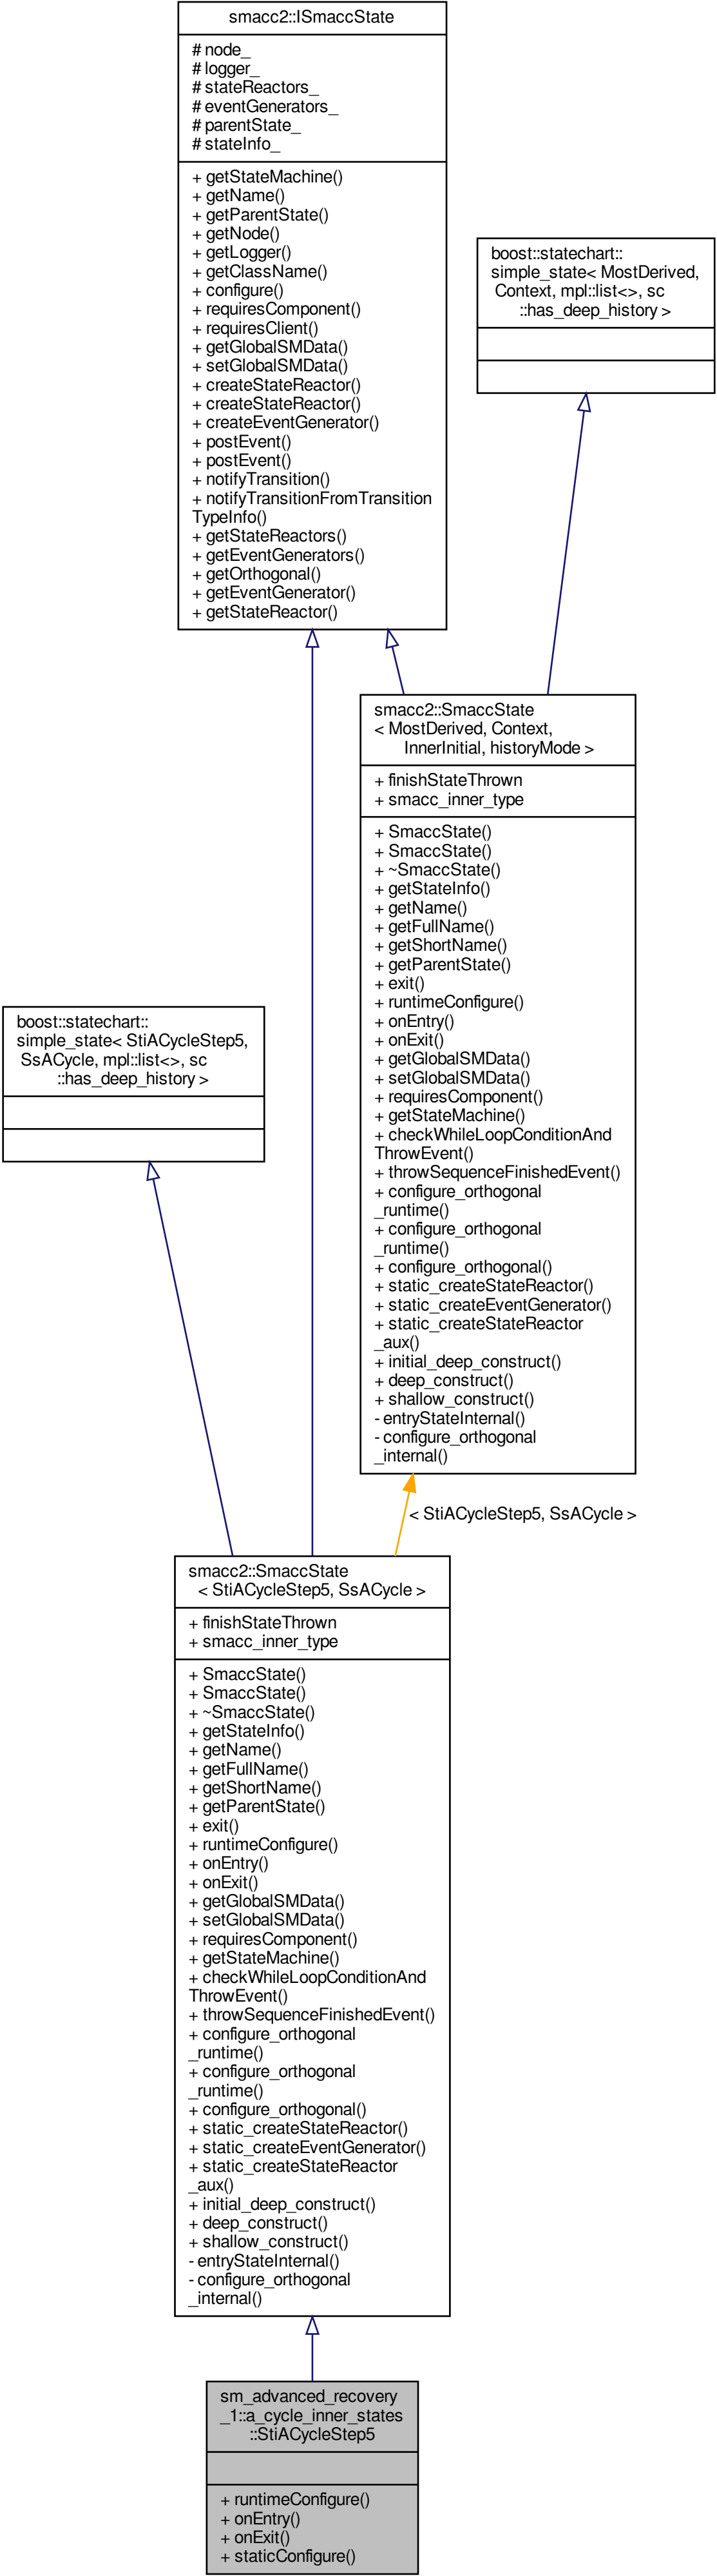 smacc2::ISmaccState
# node_
# logger_
# stateReactors_
# eventGenerators_
# parentState_
# stateInfo_
+ getStateMachine()
+ getName()
+ getParentState()
+ getNode()
+ getLogger()
+ getClassName()
+ configure()
+ requiresComponent()
+ requiresClient()
+ getGlobalSMData()
+ setGlobalSMData()
+ createStateReactor()
+ createStateReactor()
+ createEventGenerator()
+ postEvent()
+ postEvent()
+ notifyTransition()
+ notifyTransitionFromTransition
TypeInfo()
+ getStateReactors()
+ getEventGenerators()
+ getOrthogonal()
+ getEventGenerator()
+ getStateReactor()
boost::statechart::
simple_state< MostDerived,
Context, mpl::list<>, sc
::has_deep_history >
smacc2::SmaccState
< MostDerived, Context,
InnerInitial, historyMode >
+ finishStateThrown
+ smacc_inner_type
+ SmaccState()
+ SmaccState()
+ ~SmaccState()
+ getStateInfo()
+ getName()
+ getFullName()
+ getShortName()
+ getParentState()
+ exit()
+ runtimeConfigure()
+ onEntry()
+ onExit()
+ getGlobalSMData()
+ setGlobalSMData()
+ requiresComponent()
+ getStateMachine()
+ checkWhileLoopConditionAnd
ThrowEvent()
+ throwSequenceFinishedEvent()
+ configure_orthogonal
_runtime()
+ configure_orthogonal
_runtime()
+ configure_orthogonal()
+ static_createStateReactor()
+ static_createEventGenerator()
+ static_createStateReactor
_aux()
+ initial_deep_construct()
+ deep_construct()
+ shallow_construct()
- entryStateInternal()
- configure_orthogonal
_internal()
boost::statechart::
simple_state< StiACycleStep5,
SsACycle, mpl::list<>, sc
::has_deep_history >
< StiACycleStep5, SsACycle >
smacc2::SmaccState
< StiACycleStep5, SsACycle >
+ finishStateThrown
+ smacc_inner_type
+ SmaccState()
+ SmaccState()
+ ~SmaccState()
+ getStateInfo()
+ getName()
+ getFullName()
+ getShortName()
+ getParentState()
+ exit()
+ runtimeConfigure()
+ onEntry()
+ onExit()
+ getGlobalSMData()
+ setGlobalSMData()
+ requiresComponent()
+ getStateMachine()
+ checkWhileLoopConditionAnd
ThrowEvent()
+ throwSequenceFinishedEvent()
+ configure_orthogonal
_runtime()
+ configure_orthogonal
_runtime()
+ configure_orthogonal()
+ static_createStateReactor()
+ static_createEventGenerator()
+ static_createStateReactor
_aux()
+ initial_deep_construct()
+ deep_construct()
+ shallow_construct()
- entryStateInternal()
- configure_orthogonal
_internal()
sm_advanced_recovery
_1::a_cycle_inner_states
::StiACycleStep5
+ runtimeConfigure()
+ onEntry()
+ onExit()
+ staticConfigure()